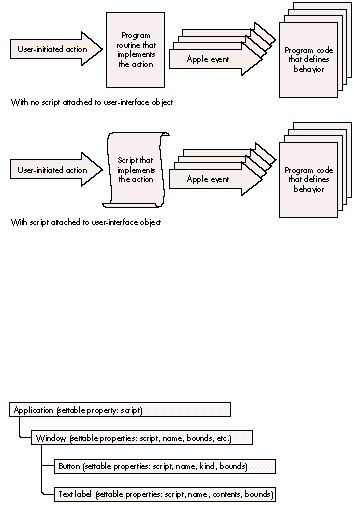 User-initiated action
Program
routine that
implements
the action
Apple event
Program code
that defines
behavior
With no script attached to user-interface object
User-initiated action
Script that
implements
the action
Apple event
Program code
that defines
behavior
With script attached to user-interface object
Application (settable property: script)
Window (settable properties: script, name, bounds, etc.)
Button (settable properties: script, name, kind, bounds)
Text label (settable properties: script, name, contents, bounds)